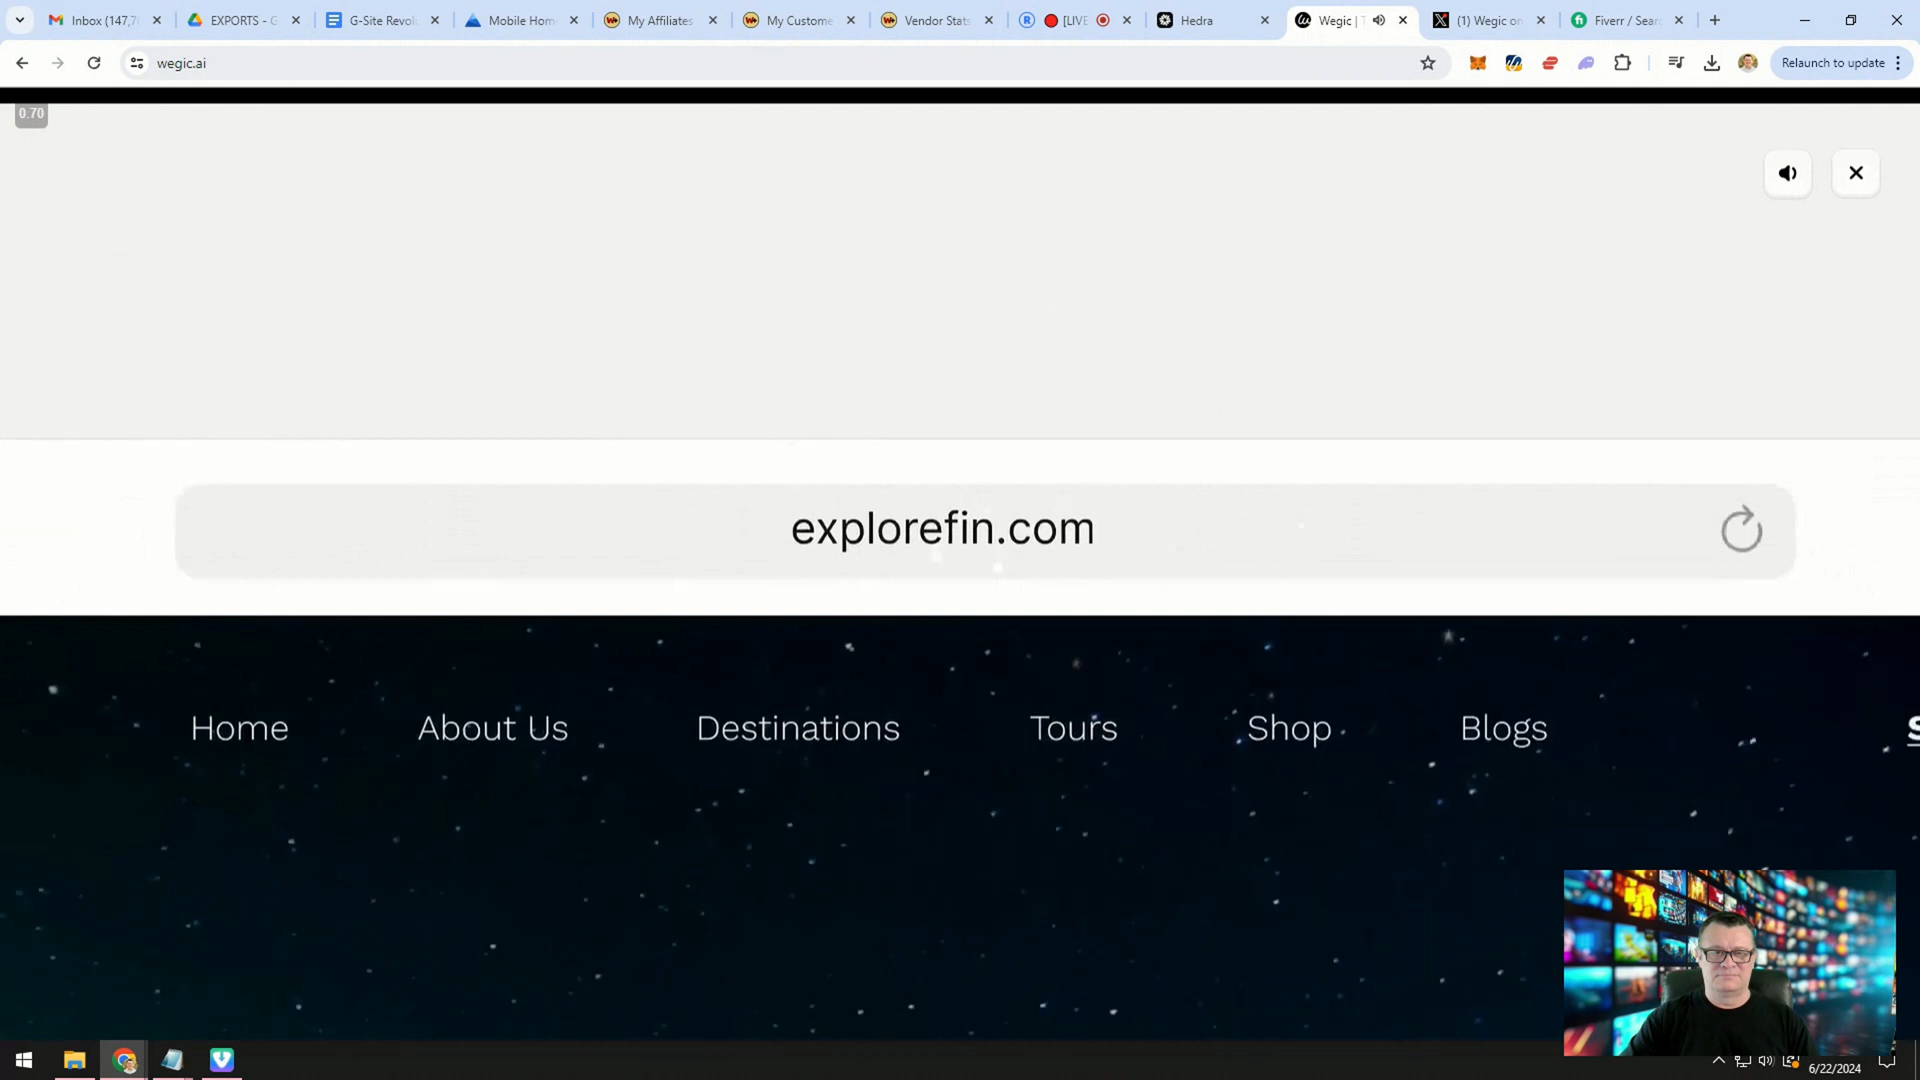 Inbox (147,7
EXPORTS - G
G-Site Revol
Mobile Hom
My Affiliates
My Custome
Vendor Stats
[LIVE
Hedra
Wegic | T
(1) Wegic on
Fiverr / Sear
wegic.ai
Relaunch to update
0.70
explorefin.com
Home
About Us
Destinations
Tours
Shop
Blogs
6/22/2024